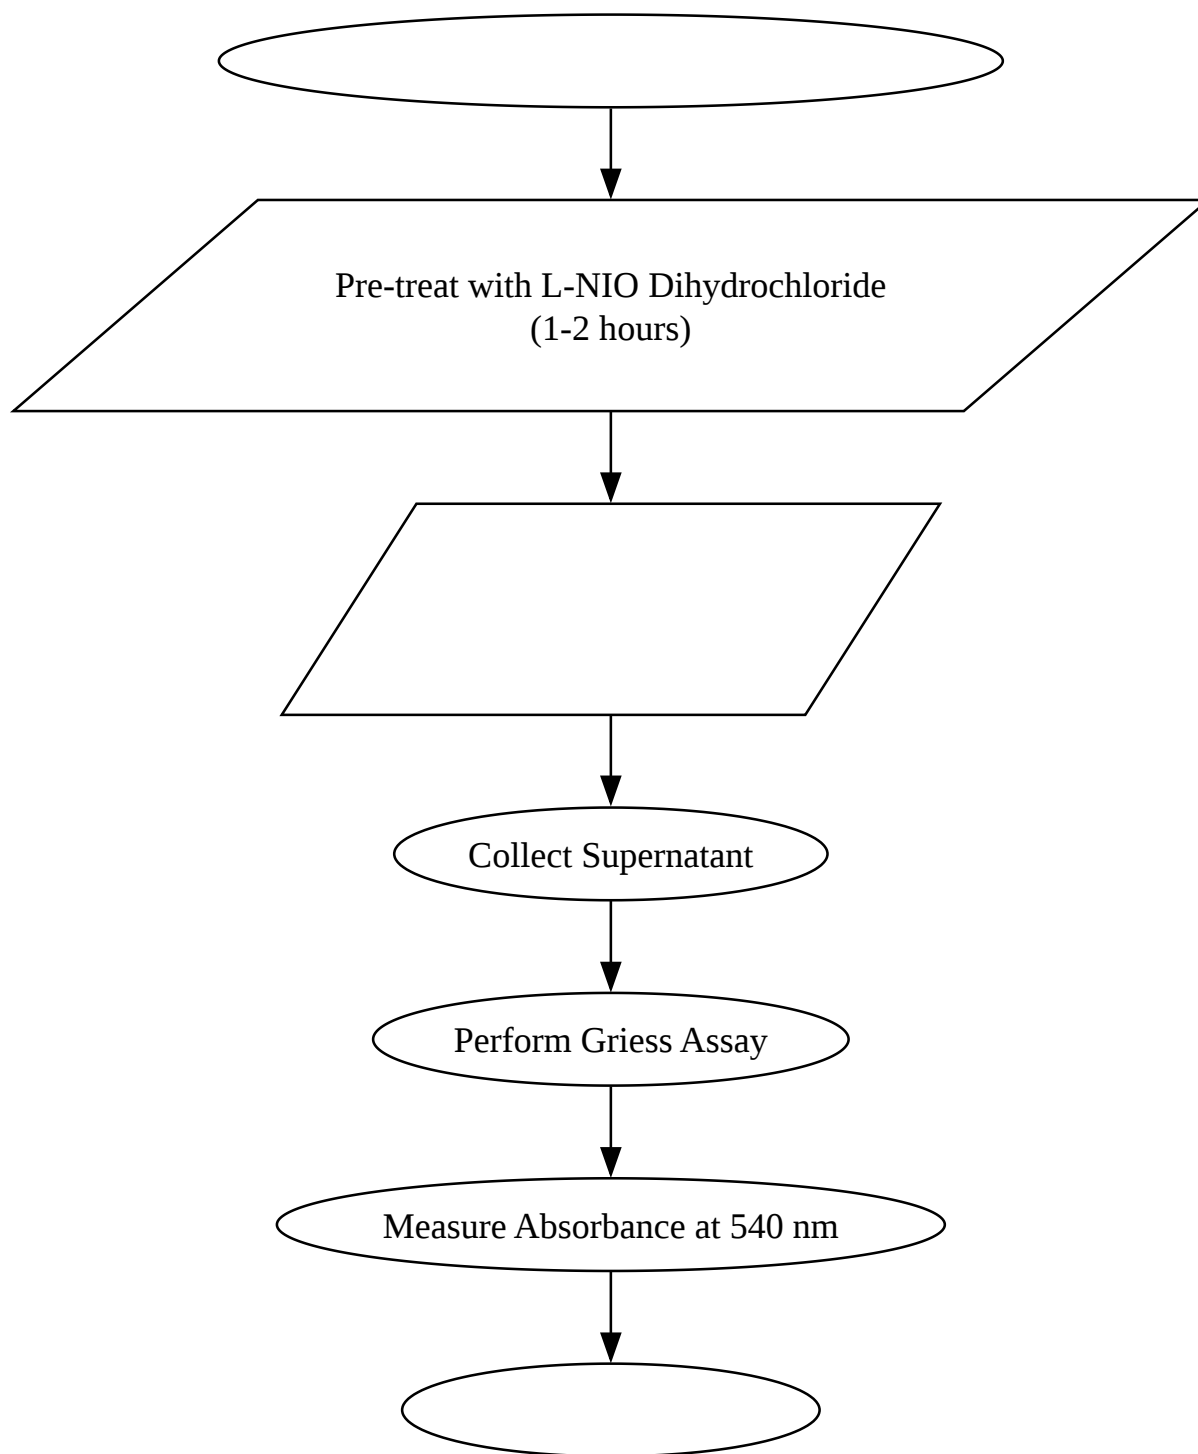 Pre-treat with L-NIO Dihydrochloride
(1-2 hours)
Collect Supernatant
Perform Griess Assay
Measure Absorbance at 540 nm